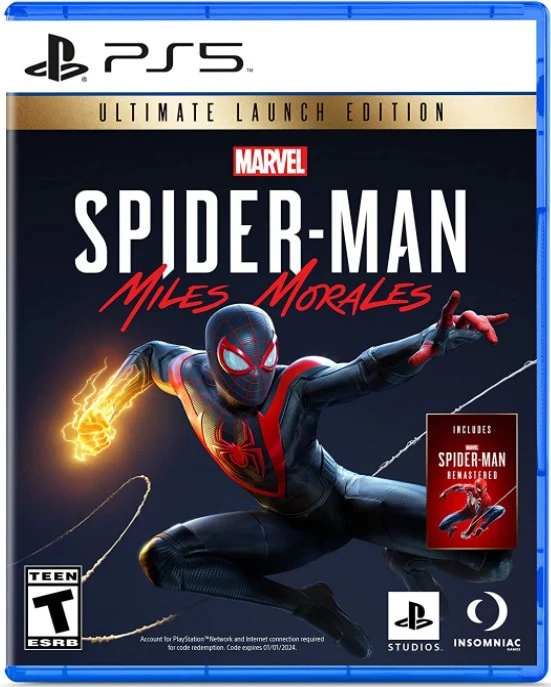 PS5
ULTIMATE LAUNCH EDITION
MARVEL
SPIDER-MAN
MILES MORALES
INCLUDES
MARVEL
SPIDER-MAN
REMASTERED
TEEN
T
ESRB
Account for PlayStation™Network and Internet connection required
for code redemption. Code expires 01/01/2024.
STUDIOS.
INSOMNIAC
GAMES